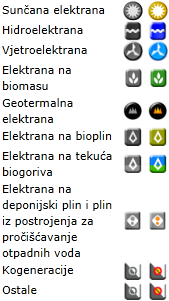 Sunčana elektrana
Hidroelektrana
Vjetroelektrana
Elektrana na
biomasu
Geotermalna
elektrana
Elektrana na bioplin
Elektrana na tekuća
biogoriva
Elektrana na
deponijski plin i plin
iz postrojenja za
pročišćavanje
otpadnih voda
Kogeneracije
Ostale